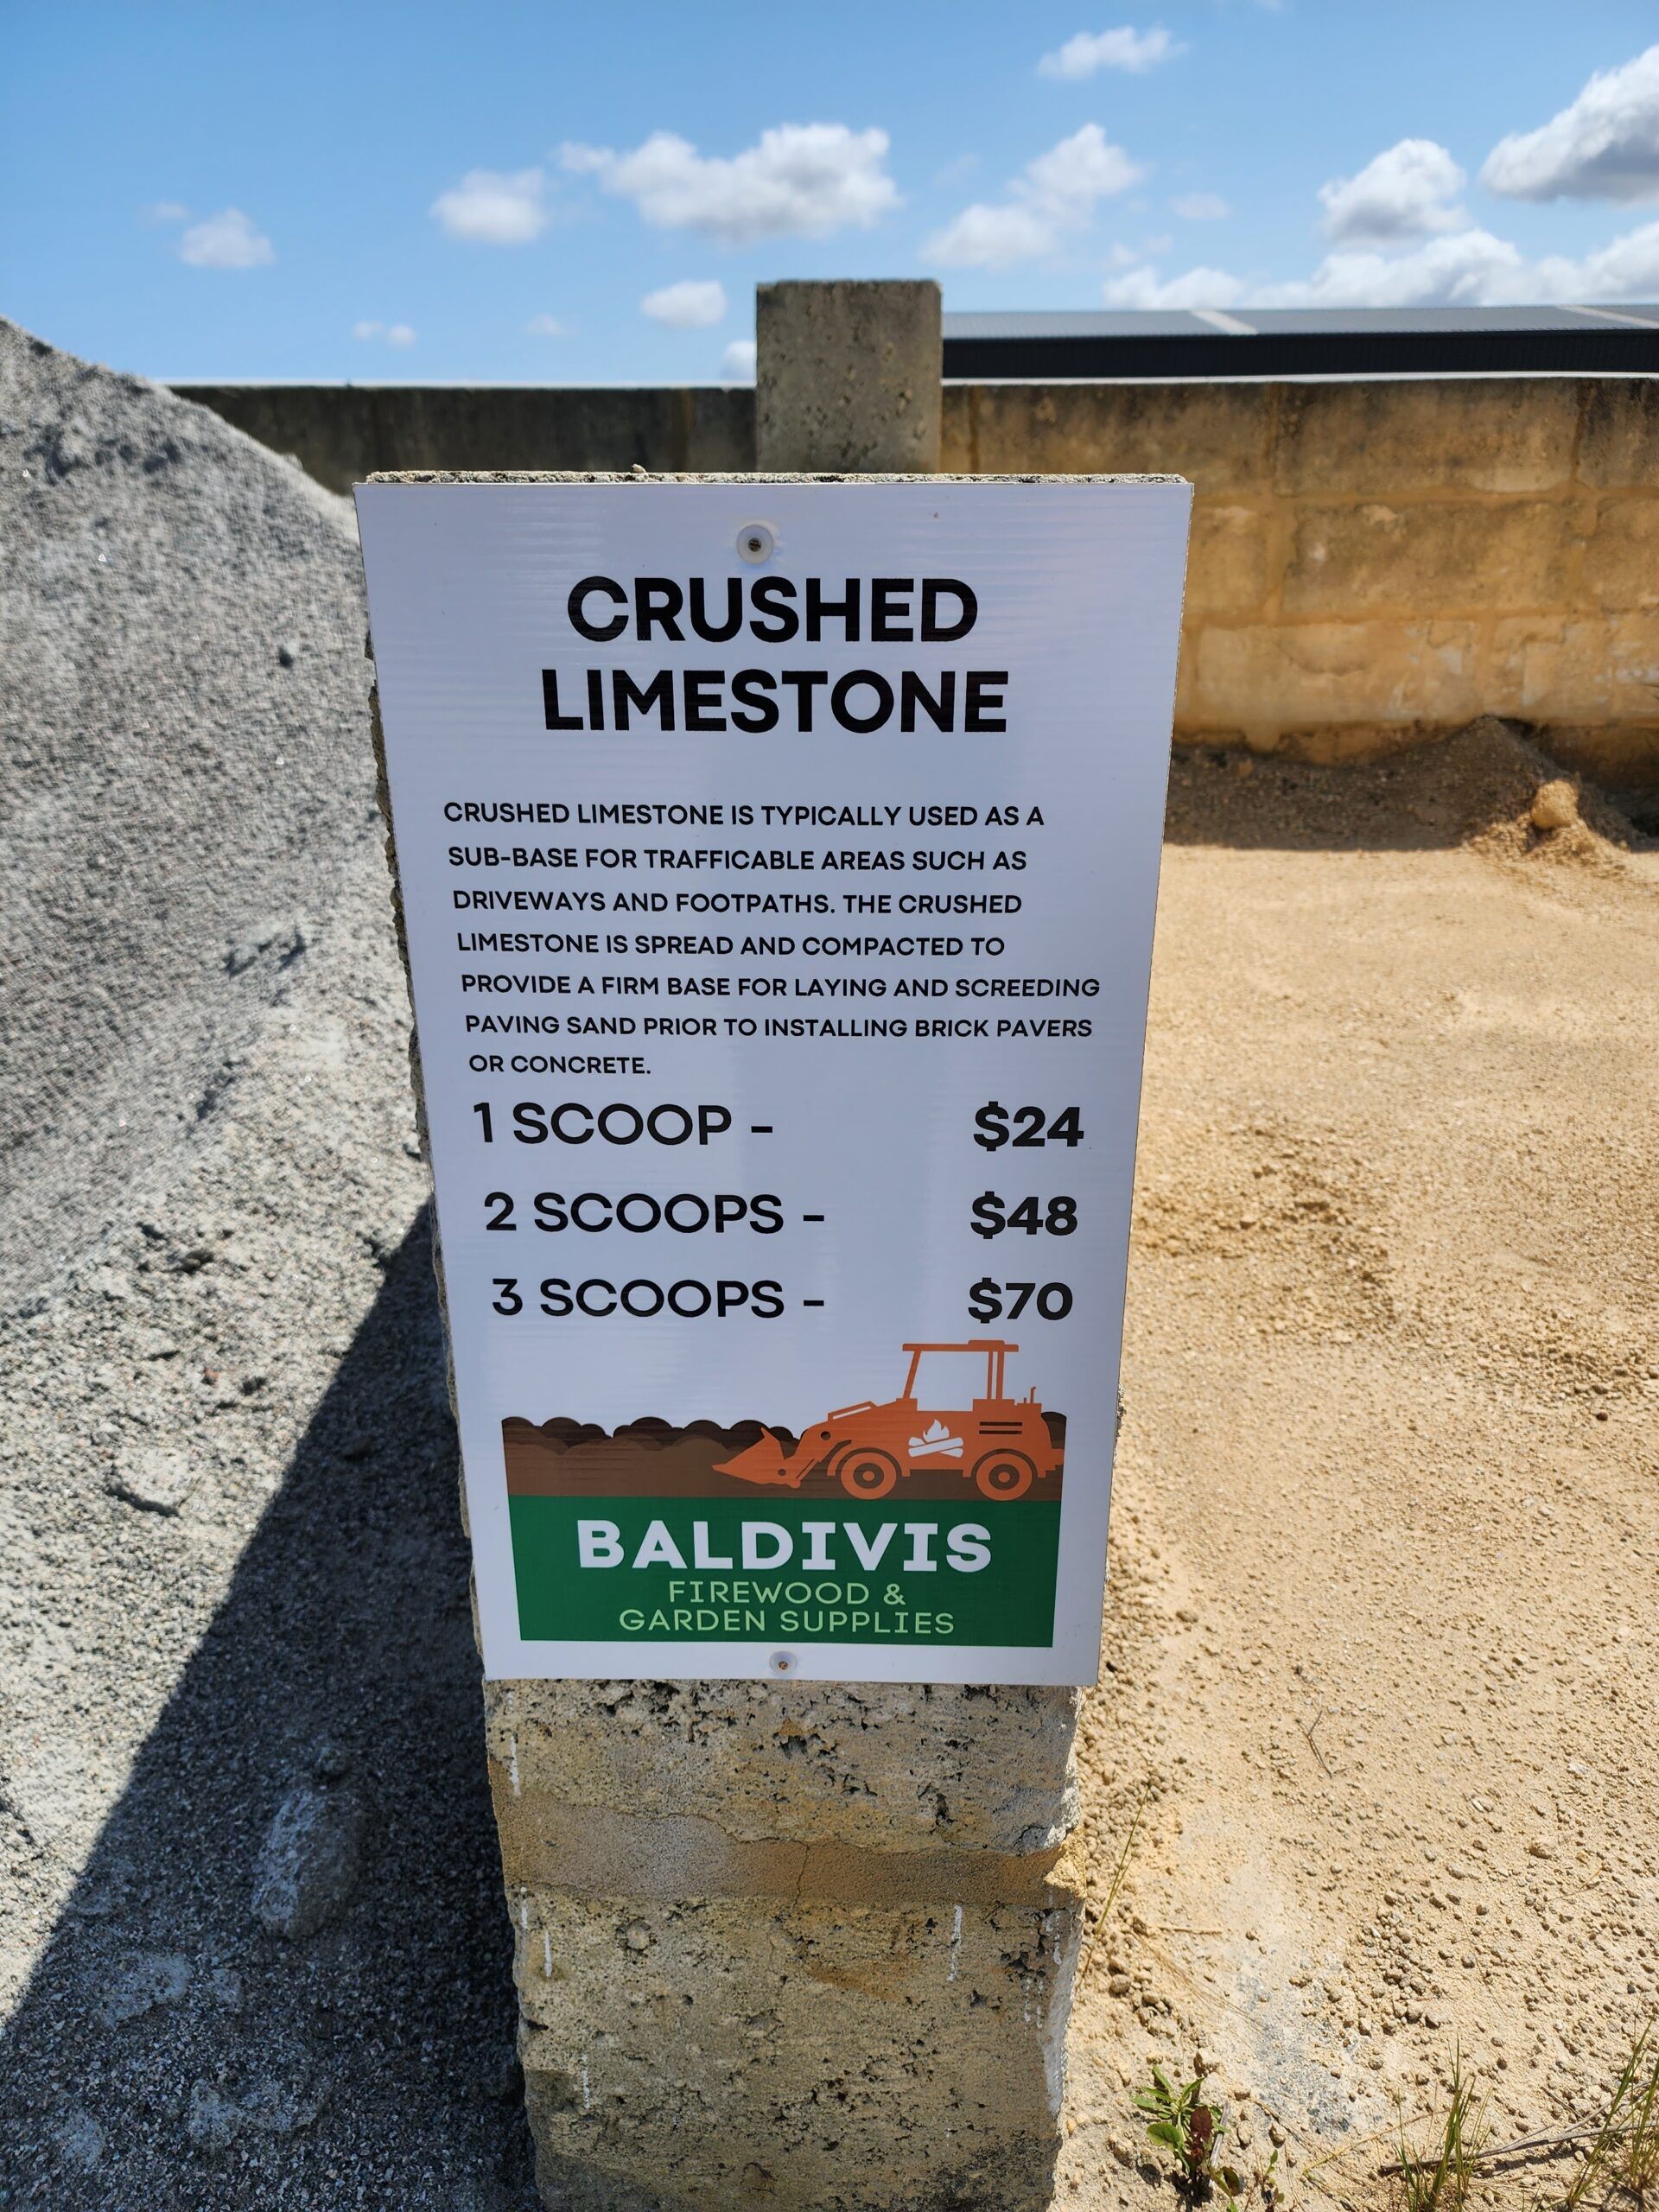 CRUSHED
LIMESTONE
CRUSHED LIMESTONE IS TYPICALLY USED AS A
SUB-BASE FOR TRAFFICABLE AREAS SUCH AS
DRIVEWAYS AND FOOTPATHS. THE CRUSHED
LIMESTONE IS SPREAD AND COMPACTED TO
PROVIDE A FIRM BASE FOR LAYING AND SCREEDING
PAVING SAND PRIOR TO INSTALLING BRICK PAVERS
OR CONCRETE.
1 SCOOP - $24
2 SCOOPS - $48
3 SCOOPS - $70
BALDIVIS
FIREWOOD &
GARDEN SUPPLIES